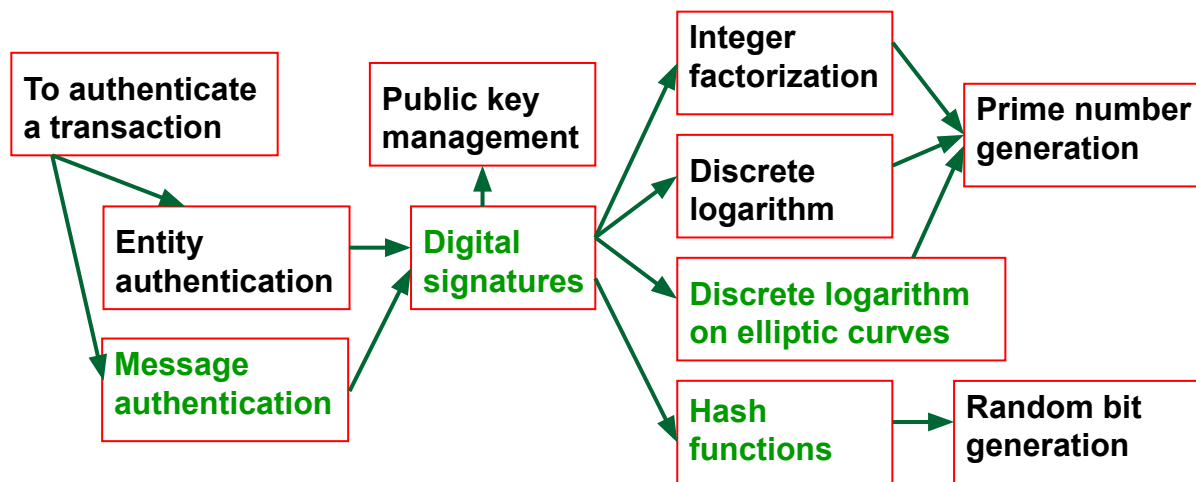 To authenticate
a transaction
Entity
authentication
Message
authentication
Public key
management
Digital
signatures
Integer
factorization
Discrete
logarithm
Discrete logarithm
on elliptic curves
Hash
functions
Prime number
generation
Random bit
generation